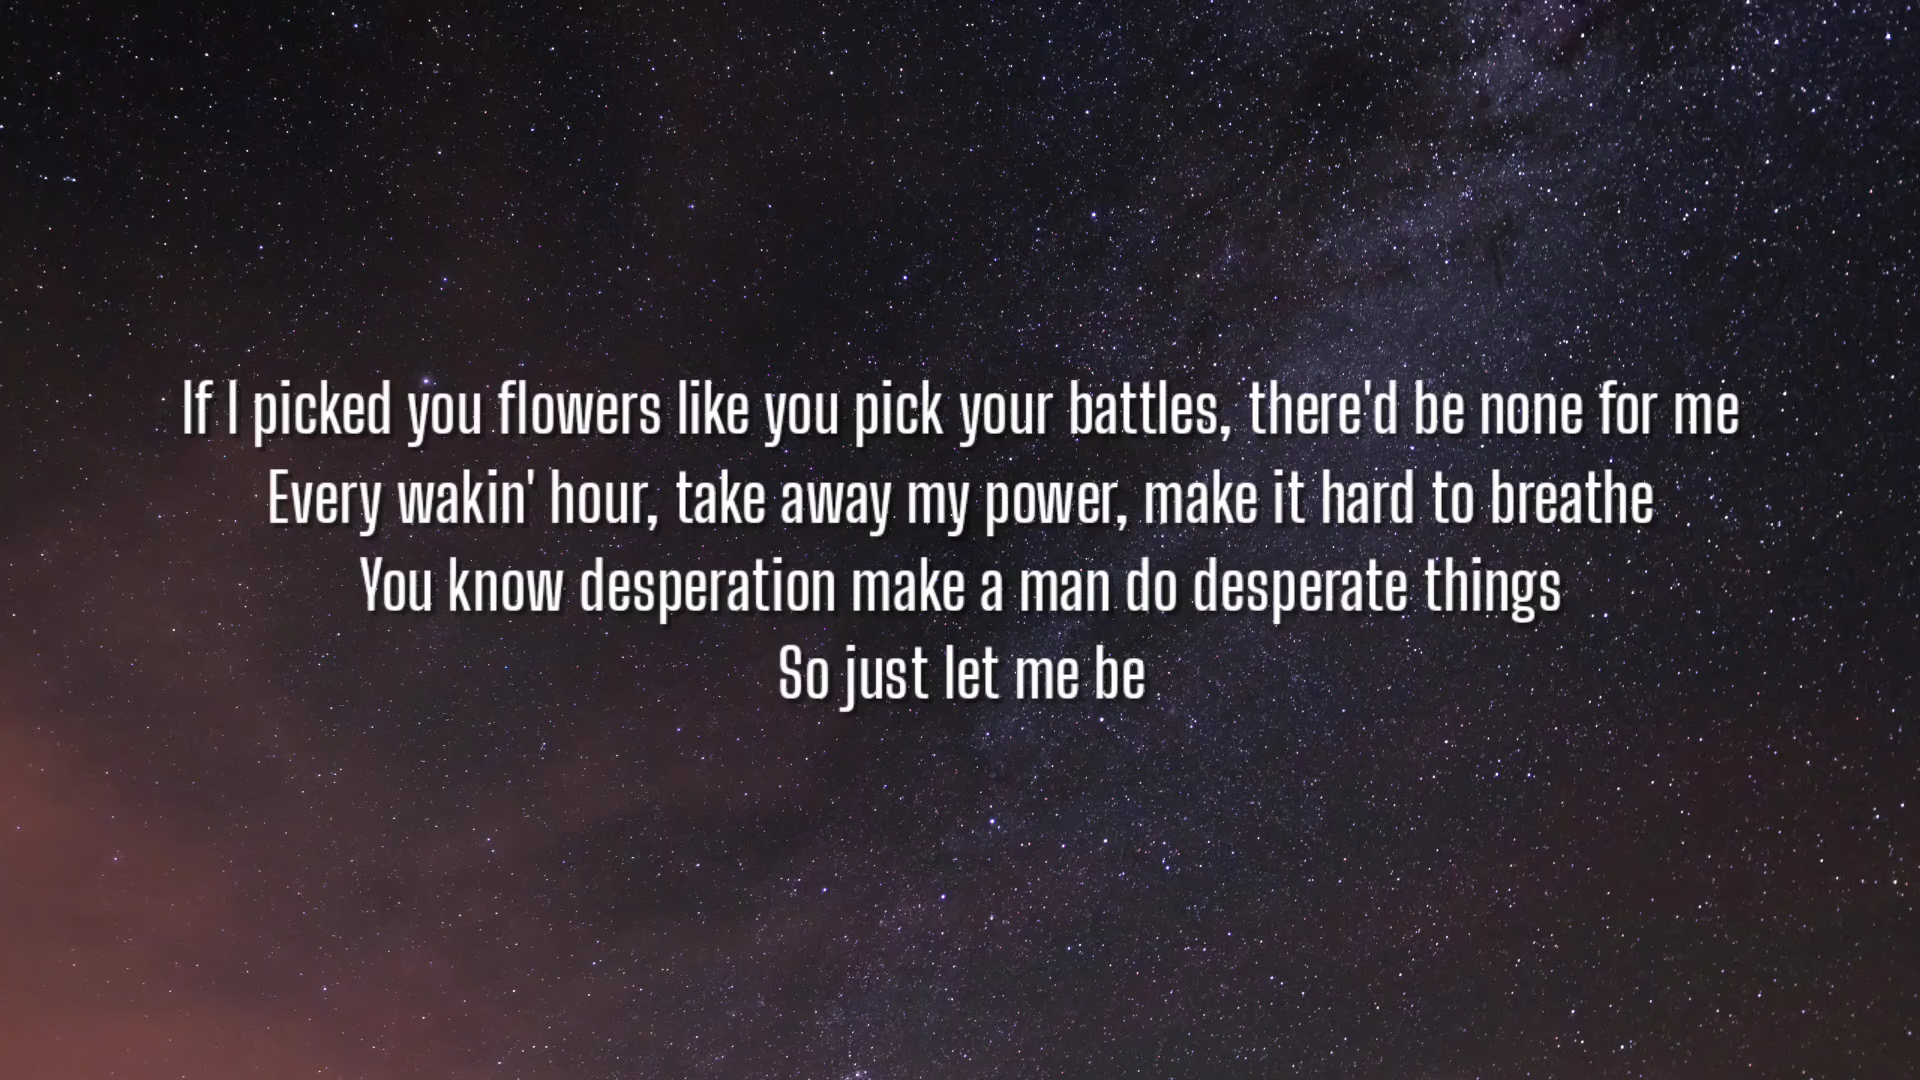 If I picked you flowers like you pick your battles, there'd be none for me
Every wakin' hour, take away my power, make it hard to breathe
You know desperation make a man do desperate things
So just let me be